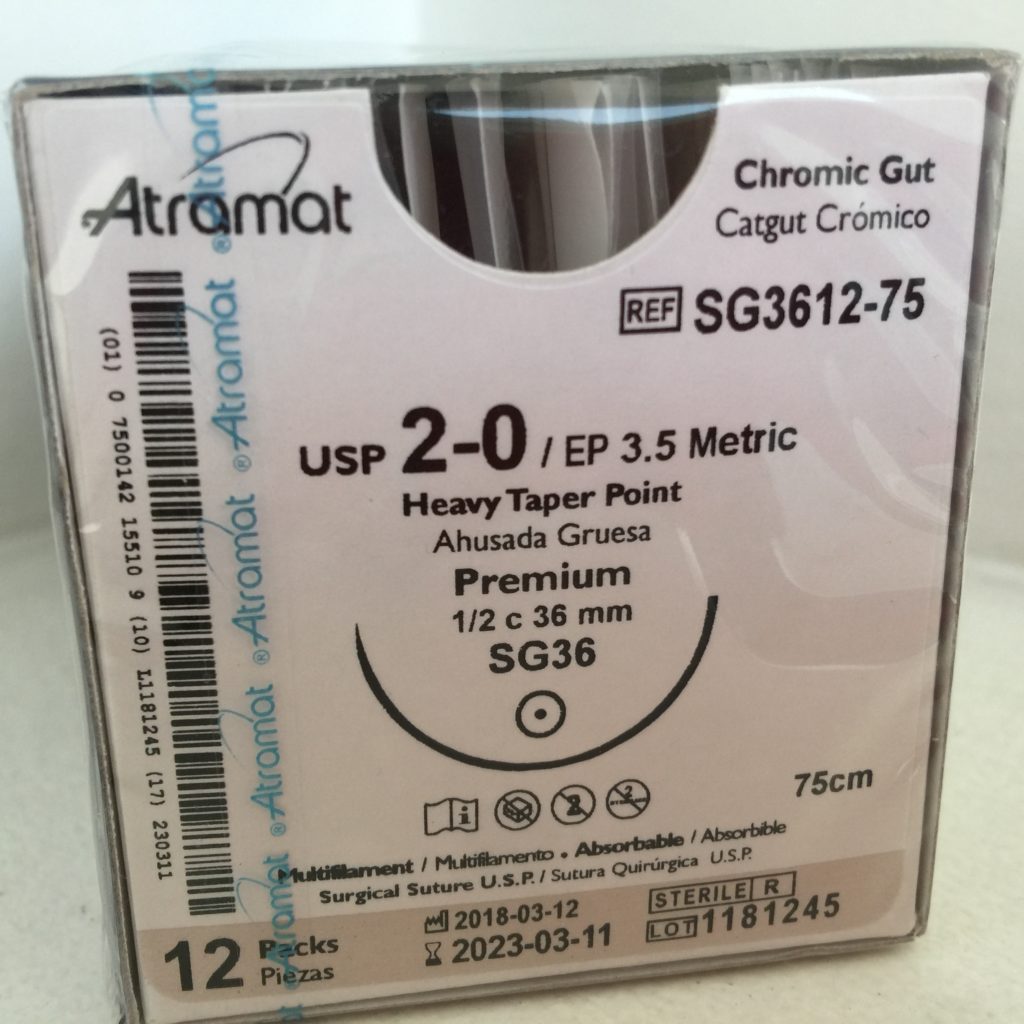 Atramat
Chromic Gut
Catgut Crómico
REF SG3612-75
USP 2-0 / EP 3.5 Metric
Heavy Taper Point
Ahusada Gruesa
Premium
1/2 c 36 mm
SG36
75cm
Multifilament / Multifilamento • Absorbable / Absorbible
Surgical Suture U.S.P. / Sutura Quirúrgica U.S.P.
2018-03-12
2023-03-11
STERILE R
LOT 1181245
12 Packs
Piezas
(01) 0 7500142 15510 9 (10) L1181245 (17) 230311
®Atramat ®Atramat ®Atramat ®Atramat ®Atramat